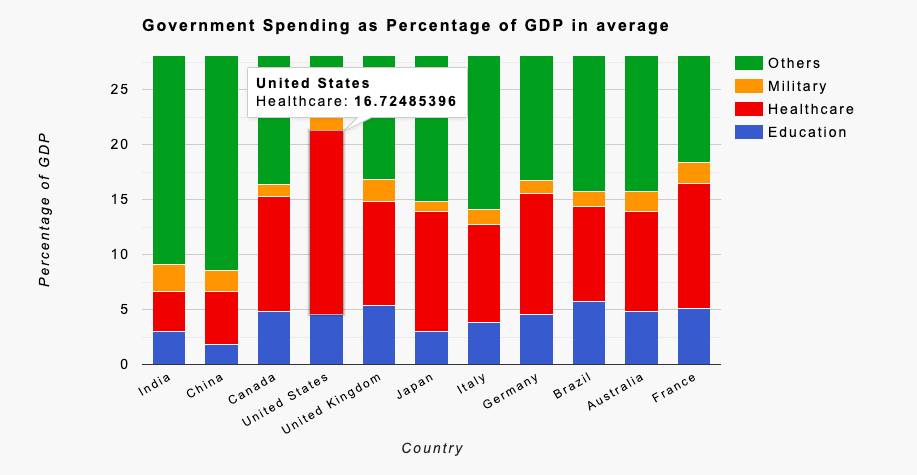 Government Spending as Percentage of GDP in average
Others
Military
Healthcare
Education
United States
Healthcare: 16.72485396
Percentage of GDP
25
20
15
10
5
0
India
China
Canada
United States
United Kingdom
Japan
Italy
Germany
Brazil
Australia
France
Country